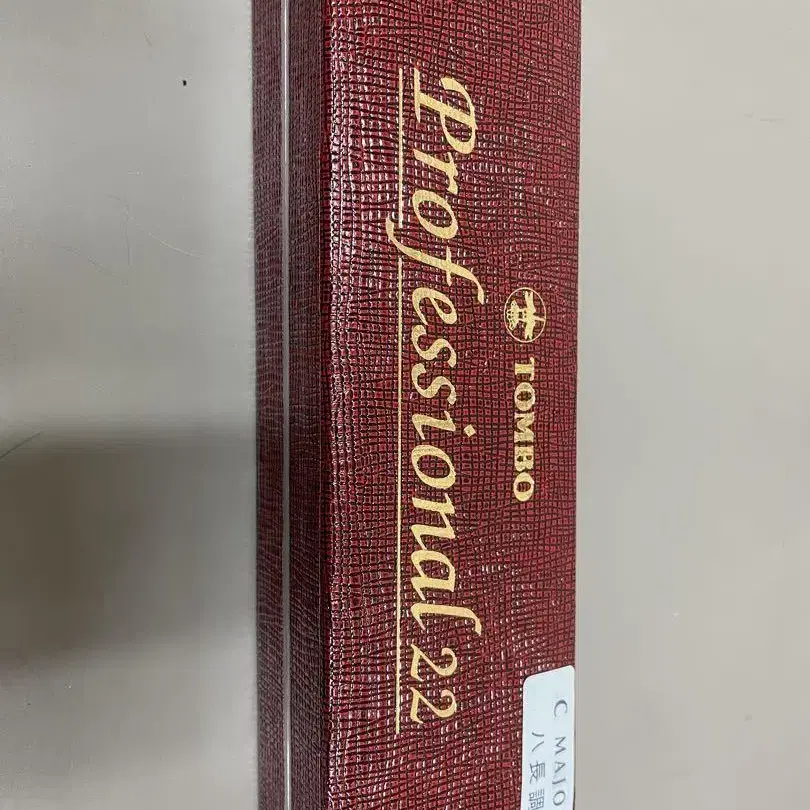 TOMBO
Professional 22
C MAJO
八長調